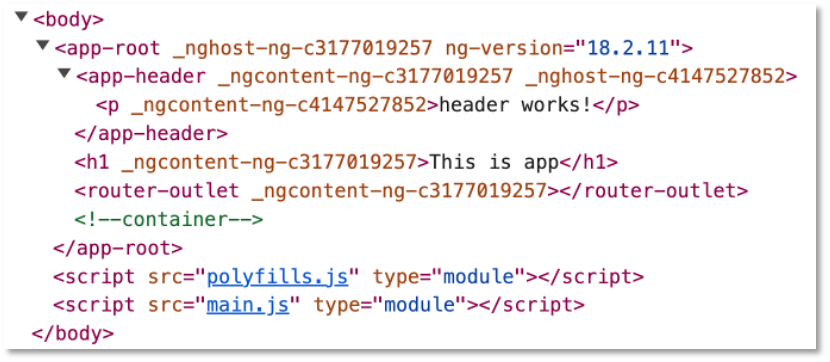 <body>
<app-root _nghost-ng-c3177019257 ng-version="18.2.11">
<app-header _ngcontent-ng-c3177019257 _nghost-ng-c4147527852>
<p _ngcontent-ng-c4147527852>header works!</p>
</app-header>
<h1 _ngcontent-ng-c3177019257>This is app</h1>
<router-outlet _ngcontent-ng-c3177019257></router-outlet>
<!--container-->
</app-root>
<script src="polyfills.js" type="module"></script>
<script src="main.js" type="module"></script>
</body>